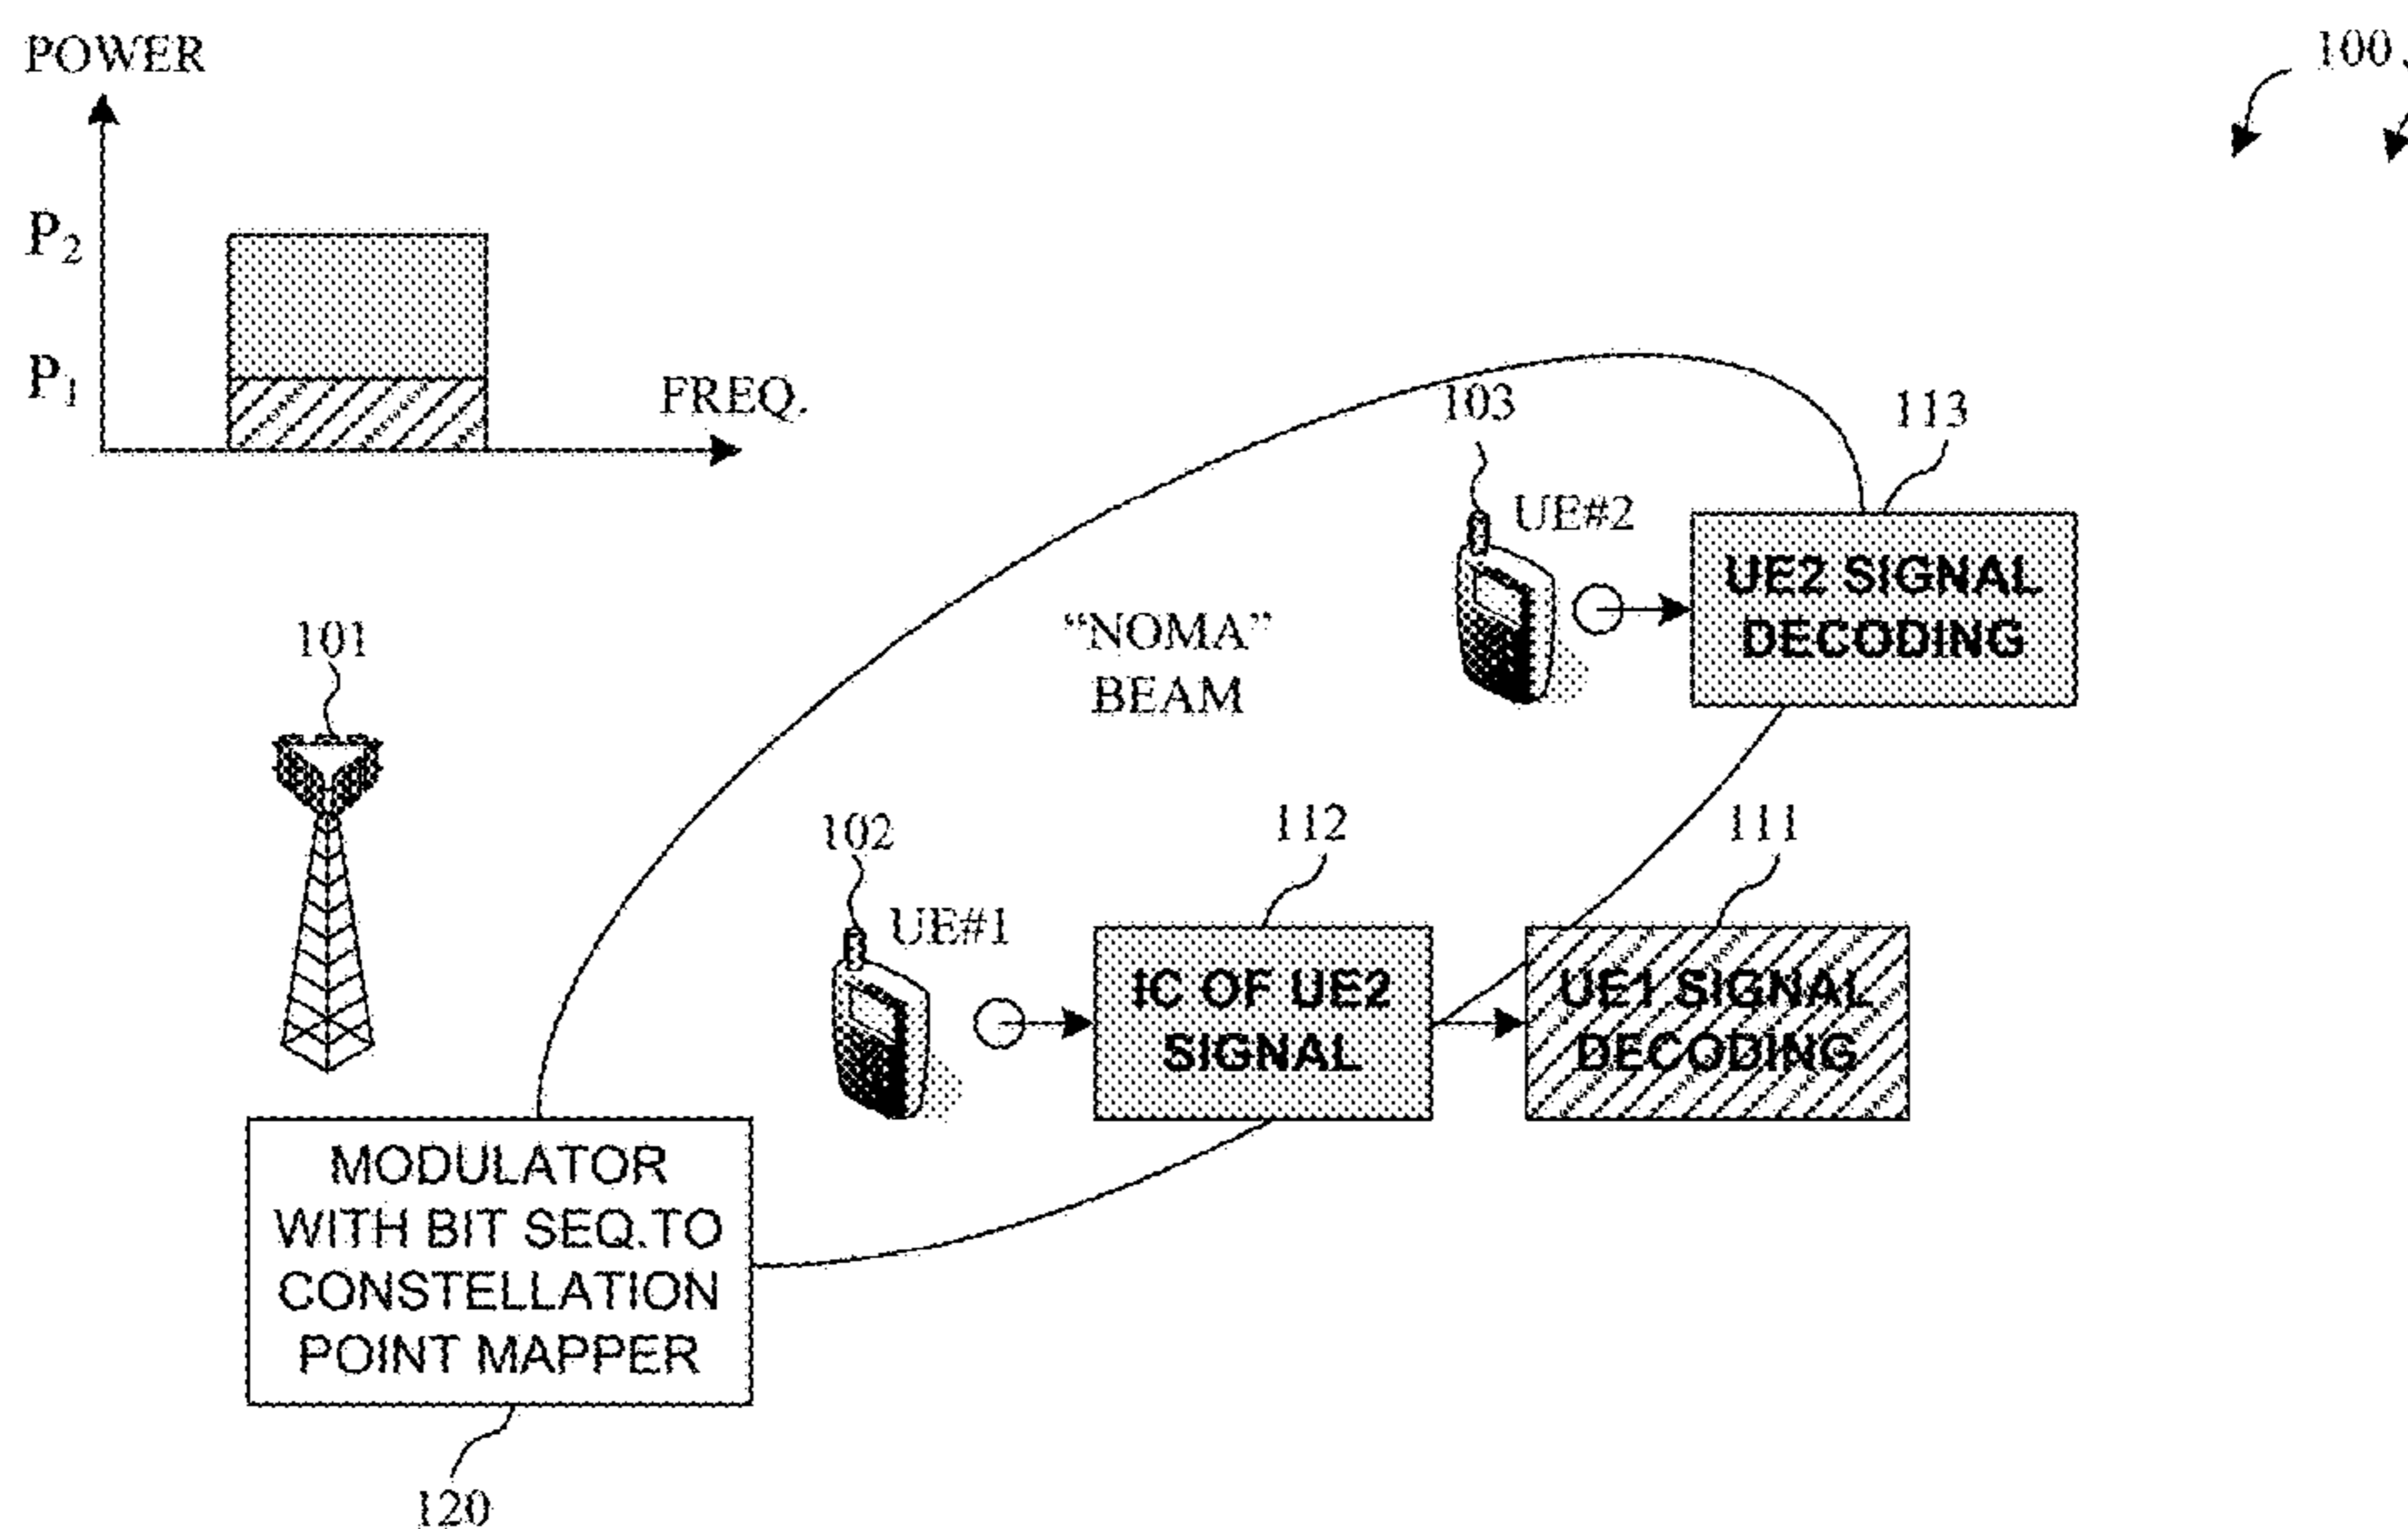 POWER
100
P2
P1
FREQ.
103
113
UE#2
UE2 SIGNAL
DECODING
"NOMA"
BEAM
101
102
112
111
UE#1
IC OF UE2
SIGNAL
UE1 SIGNAL
DECODING
MODULATOR
WITH BIT SEQ.TO
CONSTELLATION
POINT MAPPER
120